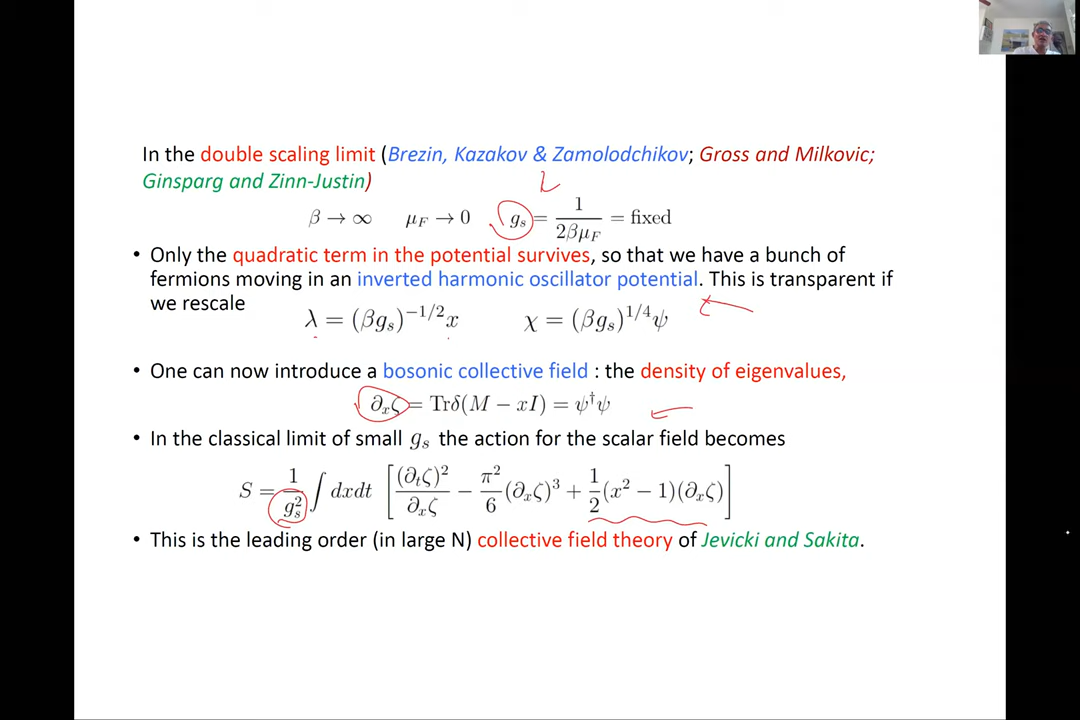 In the double scaling limit (Brezin, Kazakov & Zamolodchikov; Gross and Milkovic;
Ginsparg and Zinn-Justin)
β → ∞ μ_F → 0 g_s = 1/(2βμ_F) = fixed
• Only the quadratic term in the potential survives, so that we have a bunch of
fermions moving in an inverted harmonic oscillator potential. This is transparent if
we rescale
λ = (βg_s)^{-1/2} x χ = (βg_s)^{1/4} ψ
• One can now introduce a bosonic collective field : the density of eigenvalues,
∂_xζ = Trδ(M − xI) = ψ†ψ
• In the classical limit of small g_s the action for the scalar field becomes
S = 1/g_s^2 ∫ dxdt [ (∂_tζ)^2/∂_xζ − π^2/6 (∂_xζ)^3 + 1/2 (x^2 − 1)(∂_xζ) ]
• This is the leading order (in large N) collective field theory of Jevicki and Sakita.